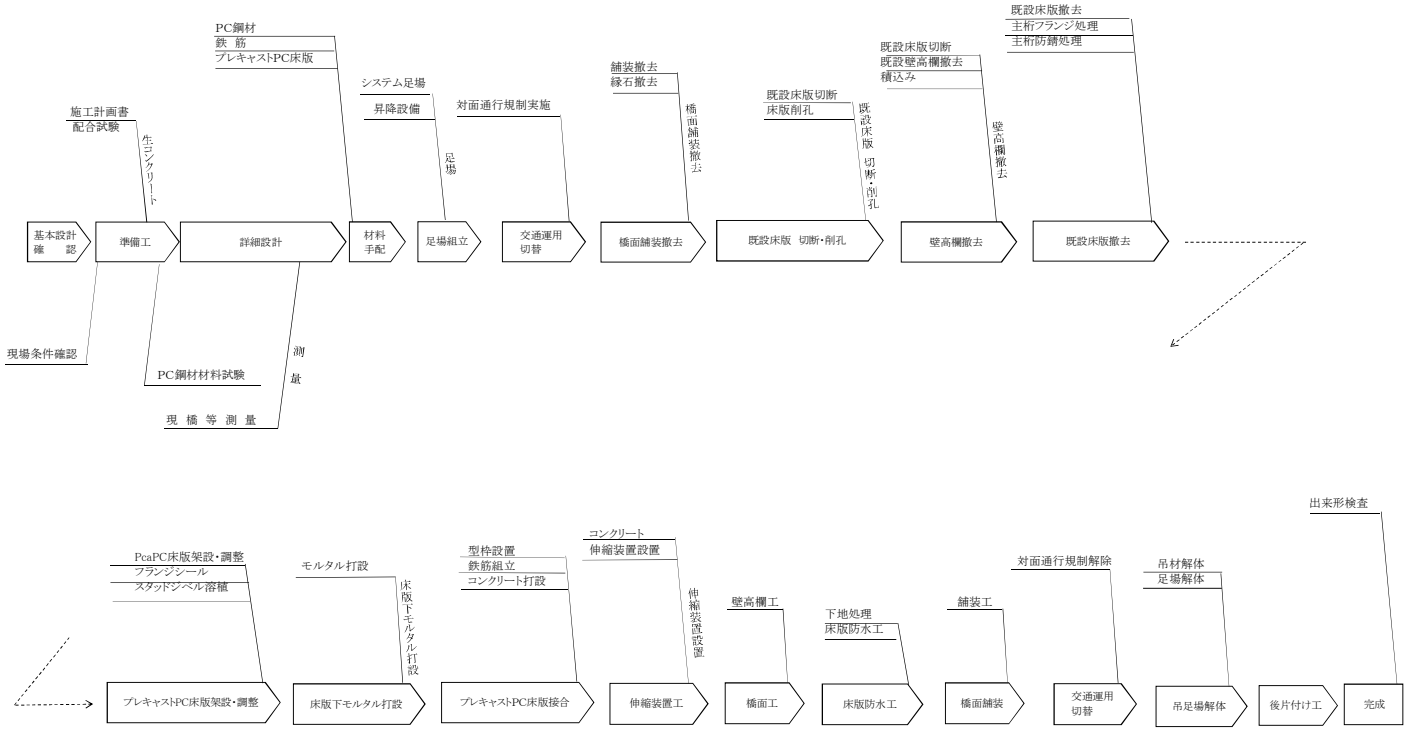 PC鋼材
鉄 筋
プレキャストPC床版
施工計画書
配合試験
生コンクリート
システム足場
昇降設備
足場
対面通行規制実施
舗装撤去
縁石撤去
橋面舗装撤去
既設床版切断
床版削孔
既設床版 切断・削孔
既設床版切断
既設壁高欄撤去
積込み
壁高欄撤去
既設床版撤去
主桁フランジ処理
主桁防錆処理
基本設計
確 認
準備工
詳細設計
材料
手配
足場組立
交通運用
切替
橋面舗装撤去
既設床版 切断・削孔
壁高欄撤去
既設床版撤去
現場条件確認
PC鋼材材料試験
測 量
現 橋 等 測 量
PcaPC床版架設・調整
フランジシール
スタッドジベル溶植
モルタル打設
床版下モルタル打設
型枠設置
鉄筋組立
コンクリート打設
コンクリート
伸縮装置設置
伸縮装置設置
壁高欄工
下地処理
床版防水工
舗装工
対面通行規制解除
吊材解体
足場解体
出来形検査
プレキャストPC床版架設・調整
床版下モルタル打設
プレキャストPC床版接合
伸縮装置工
橋面工
床版防水工
橋面舗装
交通運用
切替
吊足場解体
後片付け工
完成